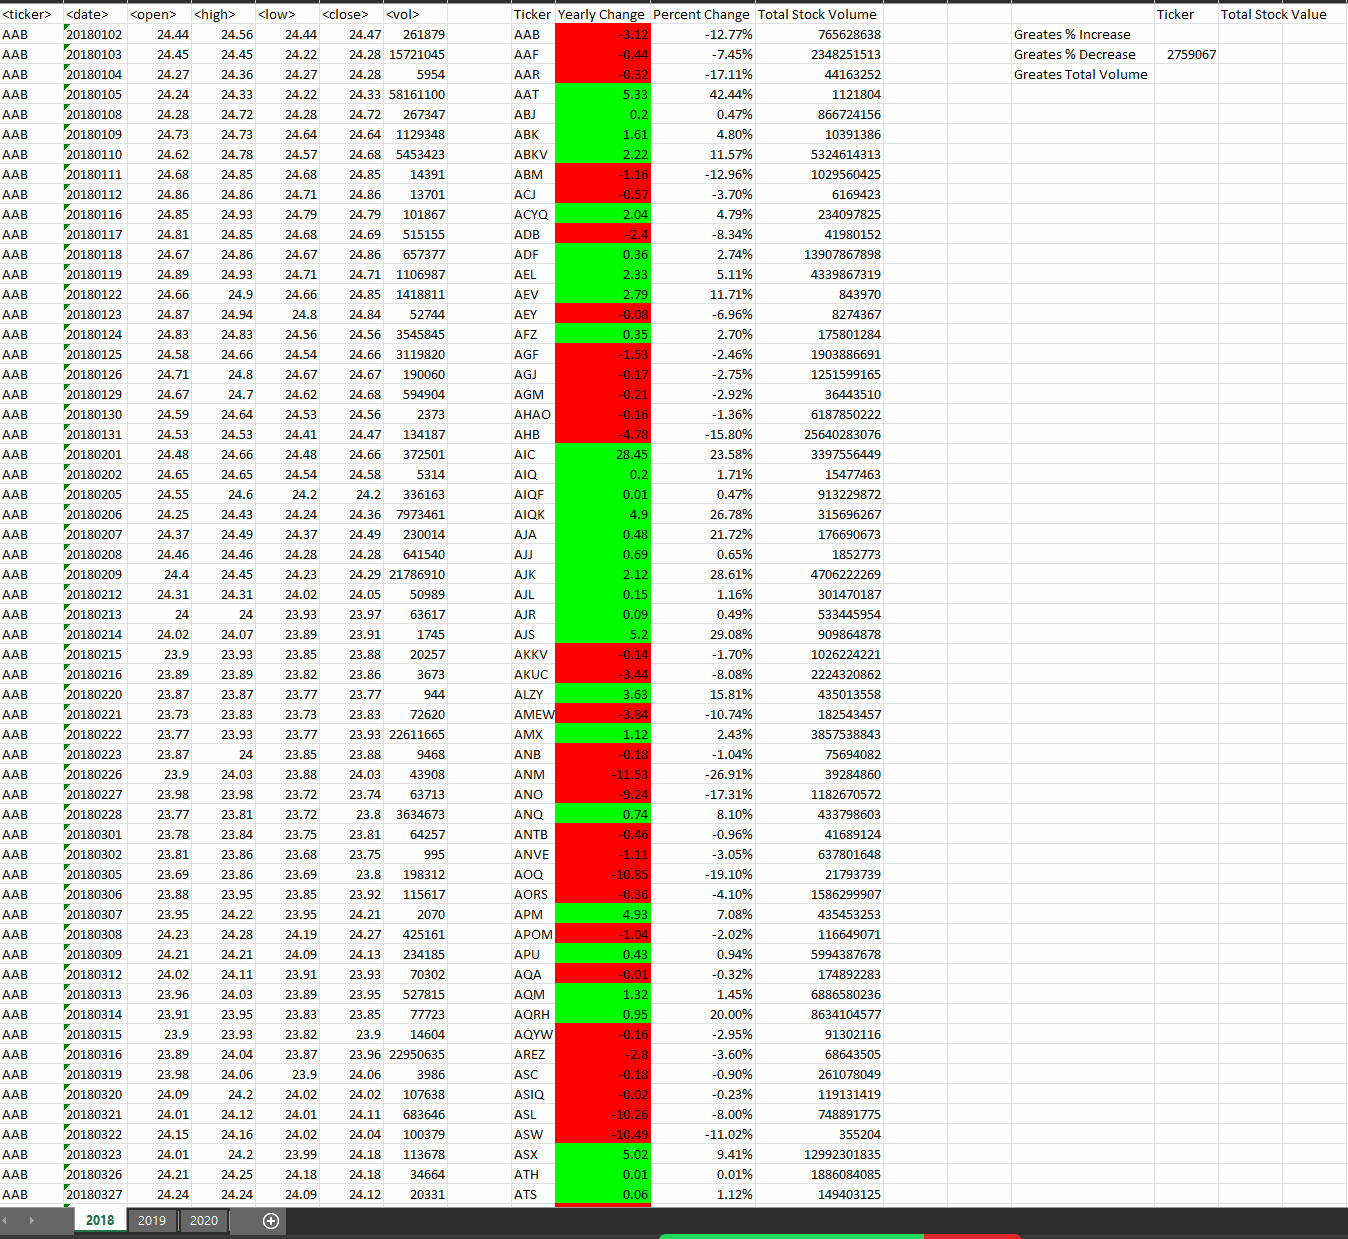 <ticker> <date> <open> <high> <low> <close> <vol> Ticker Yearly Change Percent Change Total Stock Volume Ticker Total Stock Value
AAB 20180102 24.44 24.56 24.44 24.47 261879 AAB -3.12 -12.77% 765628638 Greates % Increase
AAB 20180103 24.45 24.45 24.22 24.28 15721045 AAF -0.44 -7.45% 2348251513 Greates % Decrease 2759067
AAB 20180104 24.27 24.36 24.27 24.28 5954 AAR -0.32 -17.11% 44163252 Greates Total Volume
AAB 20180105 24.24 24.33 24.22 24.33 58161100 AAT 5.33 42.44% 1121804
AAB 20180108 24.28 24.72 24.28 24.72 267347 ABJ 0.2 0.47% 866724156
AAB 20180109 24.73 24.73 24.64 24.64 1129348 ABK 1.61 4.80% 10391386
AAB 20180110 24.62 24.78 24.57 24.68 5453423 ABKV 2.22 11.57% 5324614313
AAB 20180111 24.68 24.85 24.68 24.85 14391 ABM -1.16 -12.96% 1029560425
AAB 20180112 24.86 24.86 24.71 24.86 13701 ACJ -0.57 -3.70% 6169423
AAB 20180116 24.85 24.93 24.79 24.79 101867 ACYQ 2.04 4.79% 234097825
AAB 20180117 24.81 24.85 24.68 24.69 515155 ADB -2.4 -8.34% 41980152
AAB 20180118 24.67 24.86 24.67 24.86 657377 ADF 0.36 2.74% 13907867898
AAB 20180119 24.89 24.93 24.71 24.71 1106987 AEL 2.33 5.11% 4339867319
AAB 20180122 24.66 24.9 24.66 24.85 1418811 AEV 2.79 11.71% 843970
AAB 20180123 24.87 24.94 24.8 24.84 52744 AEY -0.08 -6.96% 8274367
AAB 20180124 24.83 24.83 24.56 24.56 3545845 AFZ 0.35 2.70% 175801284
AAB 20180125 24.58 24.66 24.54 24.66 3119820 AGF -1.53 -2.46% 1903886691
AAB 20180126 24.71 24.8 24.67 24.67 190060 AGJ -0.17 -2.75% 1251599165
AAB 20180129 24.67 24.7 24.62 24.68 594904 AGM -0.21 -2.92% 36443510
AAB 20180130 24.59 24.64 24.53 24.56 2373 AHAO -0.16 -1.36% 6187850222
AAB 20180131 24.53 24.53 24.41 24.47 134187 AHB -4.78 -15.80% 25640283076
AAB 20180201 24.48 24.66 24.48 24.66 372501 AIC 28.45 23.58% 3397556449
AAB 20180202 24.65 24.65 24.54 24.58 5314 AIQ 0.2 1.71% 15477463
AAB 20180205 24.55 24.6 24.2 24.2 336163 AIQF 0.01 0.47% 913229872
AAB 20180206 24.25 24.43 24.24 24.36 7973461 AIQK 4.9 26.78% 315696267
AAB 20180207 24.37 24.49 24.37 24.49 230014 AJA 0.48 21.72% 176690673
AAB 20180208 24.46 24.46 24.28 24.28 641540 AJJ 0.69 0.65% 1852773
AAB 20180209 24.4 24.45 24.23 24.29 21786910 AJK 2.12 28.61% 4706222269
AAB 20180212 24.31 24.31 24.02 24.05 50989 AJL 0.15 1.16% 301470187
AAB 20180213 24 24 23.93 23.97 63617 AJR 0.09 0.49% 533445954
AAB 20180214 24.02 24.07 23.89 23.91 1745 AJS 5.2 29.08% 909864878
AAB 20180215 23.9 23.93 23.85 23.88 20257 AKKV -0.14 -1.70% 1026224221
AAB 20180216 23.89 23.89 23.82 23.86 3673 AKUC -3.44 -8.08% 2224320862
AAB 20180220 23.87 23.87 23.77 23.77 944 ALZY 3.63 15.81% 435013558
AAB 20180221 23.73 23.83 23.73 23.83 72620 AMEW -3.84 -10.74% 182543457
AAB 20180222 23.77 23.93 23.77 23.93 22611665 AMX 1.12 2.43% 3857538843
AAB 20180223 23.87 24 23.85 23.88 9468 ANB -0.18 -1.04% 75694082
AAB 20180226 23.9 24.03 23.88 24.03 43908 ANM -11.53 -26.91% 39284860
AAB 20180227 23.98 23.98 23.72 23.74 63713 ANO -9.24 -17.31% 1182670572
AAB 20180228 23.77 23.81 23.72 23.8 3634673 ANQ 0.74 8.10% 433798603
AAB 20180301 23.78 23.84 23.75 23.81 64257 ANTB -0.46 -0.96% 41689124
AAB 20180302 23.81 23.86 23.68 23.75 995 ANVE -1.11 -3.05% 637801648
AAB 20180305 23.69 23.86 23.69 23.8 198312 AOQ -10.85 -19.10% 21793739
AAB 20180306 23.88 23.95 23.85 23.92 115617 AORS -0.36 -4.10% 1586299907
AAB 20180307 23.95 24.22 23.95 24.21 2070 APM 4.93 7.08% 435453253
AAB 20180308 24.23 24.28 24.19 24.27 425161 APOM -1.04 -2.02% 116649071
AAB 20180309 24.21 24.21 24.09 24.13 234185 APU 0.43 0.94% 5994387678
AAB 20180312 24.02 24.11 23.91 23.93 70302 AQA -0.01 -0.32% 174892283
AAB 20180313 23.96 24.03 23.89 23.95 527815 AQM 1.32 1.45% 6886580236
AAB 20180314 23.91 23.95 23.83 23.85 77723 AQRH 0.95 20.00% 8634104577
AAB 20180315 23.9 23.93 23.82 23.9 14604 AQYW -0.16 -2.95% 91302116
AAB 20180316 23.89 24.04 23.87 23.96 22950635 AREZ -2.8 -3.60% 68643505
AAB 20180319 23.98 24.06 23.9 24.06 3986 ASC -0.18 -0.90% 261078049
AAB 20180320 24.09 24.2 24.02 24.02 107638 ASIQ -0.02 -0.23% 119131419
AAB 20180321 24.01 24.12 24.01 24.11 683646 ASL -10.26 -8.00% 748891775
AAB 20180322 24.15 24.16 24.02 24.04 100379 ASW -10.49 -11.02% 355204
AAB 20180323 24.01 24.2 23.99 24.18 113678 ASX 5.02 9.41% 12992301835
AAB 20180326 24.21 24.25 24.18 24.18 34664 ATH 0.01 0.01% 1886084085
AAB 20180327 24.24 24.24 24.09 24.12 20331 ATS 0.06 1.12% 149403125
2018 2019 2020